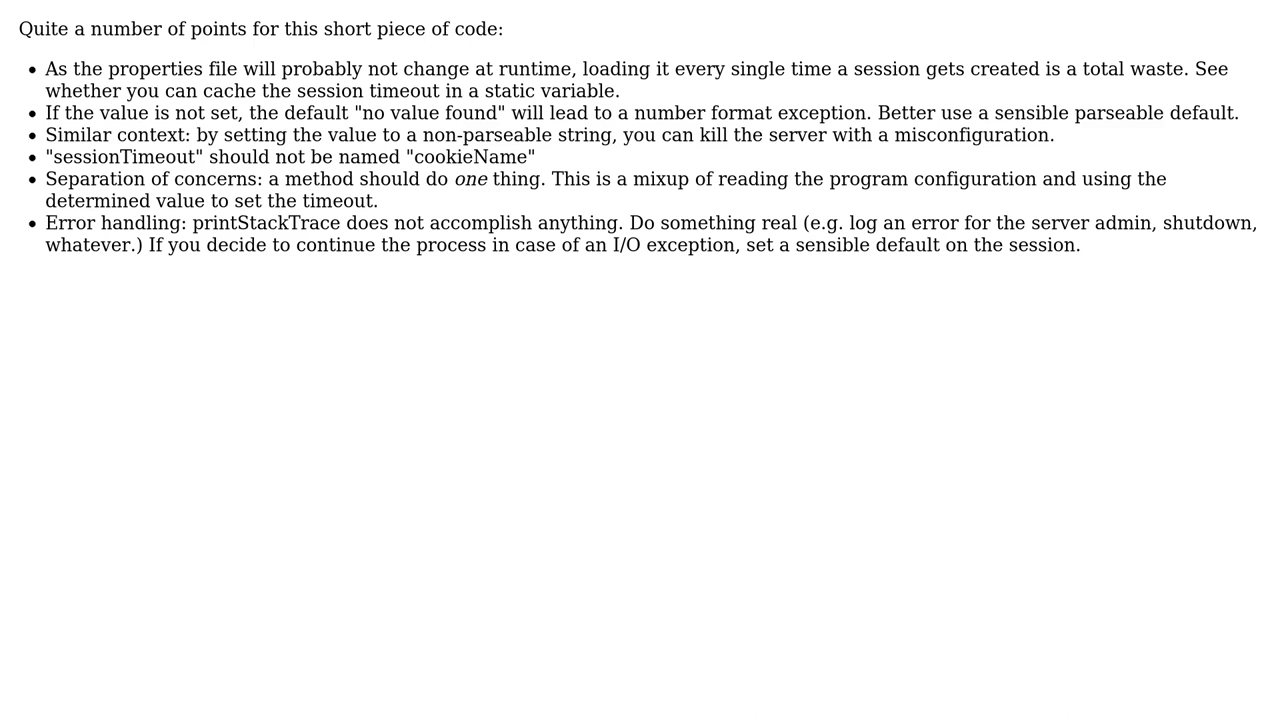 Quite a number of points for this short piece of code:
• As the properties file will probably not change at runtime, loading it every single time a session gets created is a total waste. See
whether you can cache the session timeout in a static variable.
• If the value is not set, the default "no value found" will lead to a number format exception. Better use a sensible parseable default.
• Similar context: by setting the value to a non-parseable string, you can kill the server with a misconfiguration.
• "sessionTimeout" should not be named "cookieName"
• Separation of concerns: a method should do one thing. This is a mixup of reading the program configuration and using the
determined value to set the timeout.
• Error handling: printStackTrace does not accomplish anything. Do something real (e.g. log an error for the server admin, shutdown,
whatever.) If you decide to continue the process in case of an I/O exception, set a sensible default on the session.